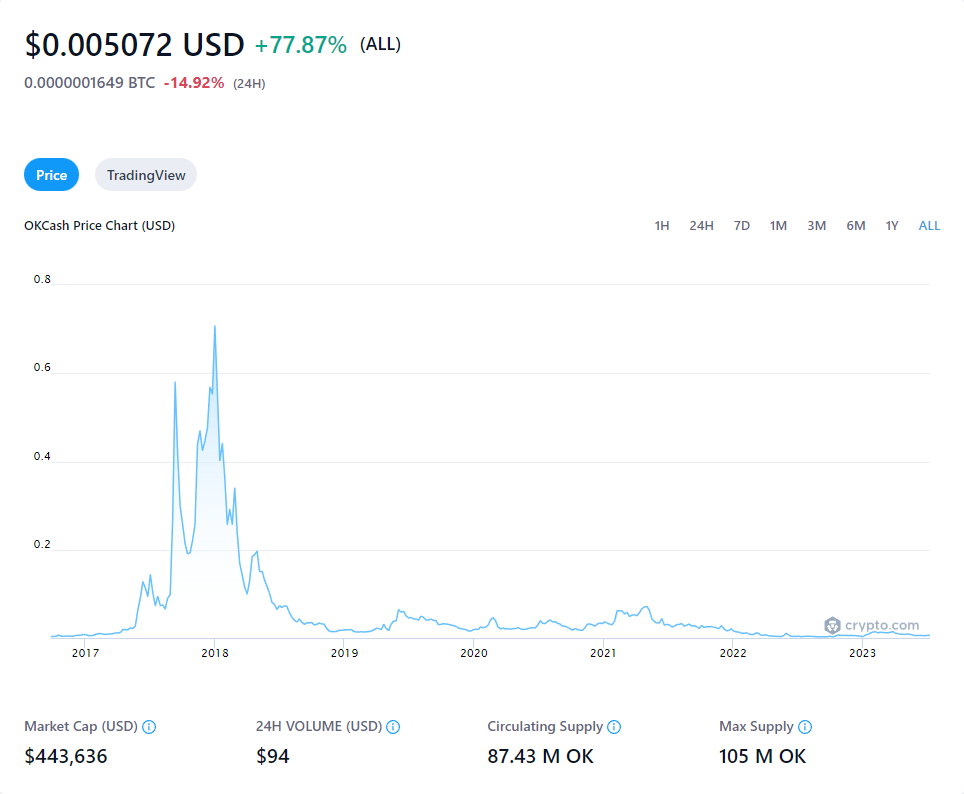 $0.005072 USD +77.87% (ALL)
0.0000001649 BTC -14.92% (24H)
Price TradingView
OKCash Price Chart (USD) 1H 24H 7D 1M 3M 6M 1Y ALL
0.8
0.6
0.4
0.2
crypto.com
2017 2018 2019 2020 2021 2022 2023
Market Cap (USD) 24H VOLUME (USD) Circulating Supply Max Supply
$443,636 $94 87.43 M OK 105 M OK